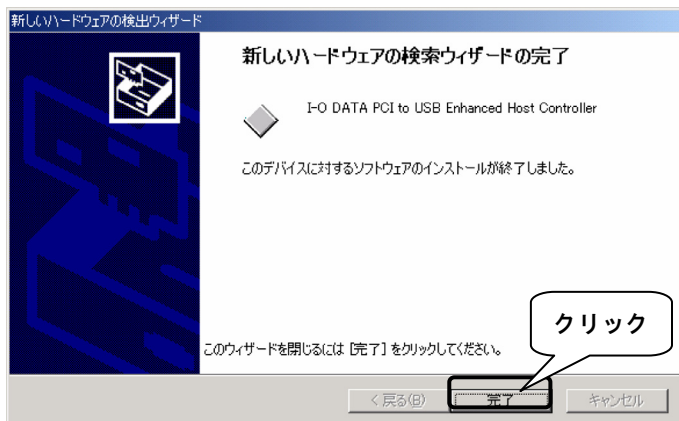 新しいハードウェアの検出ウィザード
新しいハードウェアの検索ウィザードの完了
I-O DATA PCI to USB Enhanced Host Controller
このデバイスに対するソフトウェアのインストールが終了しました。
クリック
このウィザードを閉じるには [完了] をクリックしてください。
< 戻る(B)
完了
キャンセル